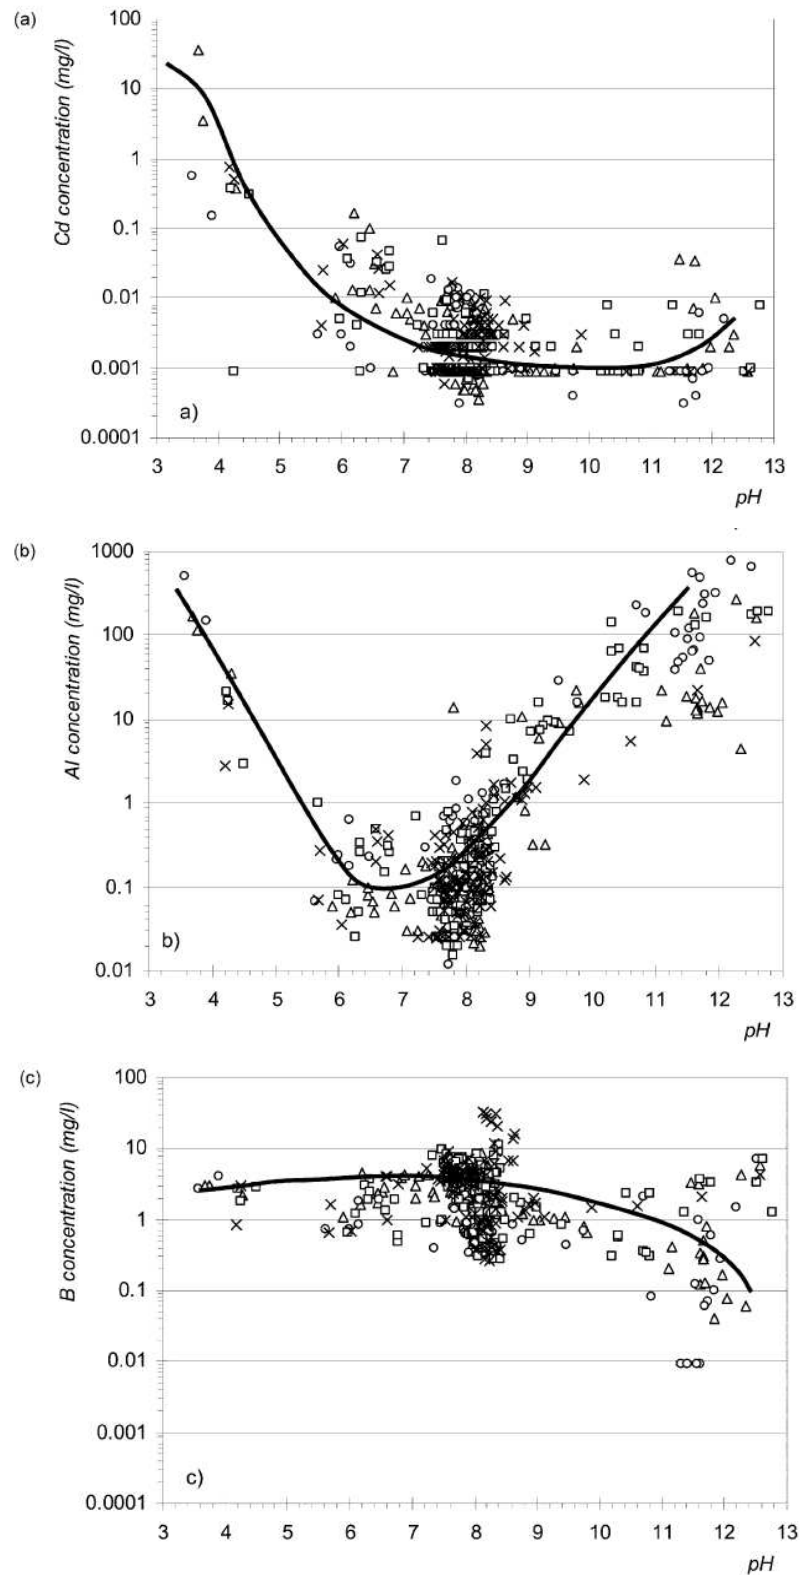 (a)
Cd concentration (mg/l)
100
10
1
0.1
0.01
0.001
0.0001
a)
3 4 5 6 7 8 9 10 11 12 13
pH
(b)
Al concentration (mg/l)
1000
100
10
1
0.1
0.01
b)
3 4 5 6 7 8 9 10 11 12 13
pH
(c)
B concentration (mg/l)
100
10
1
0.1
0.01
0.001
0.0001
c)
3 4 5 6 7 8 9 10 11 12 13
pH